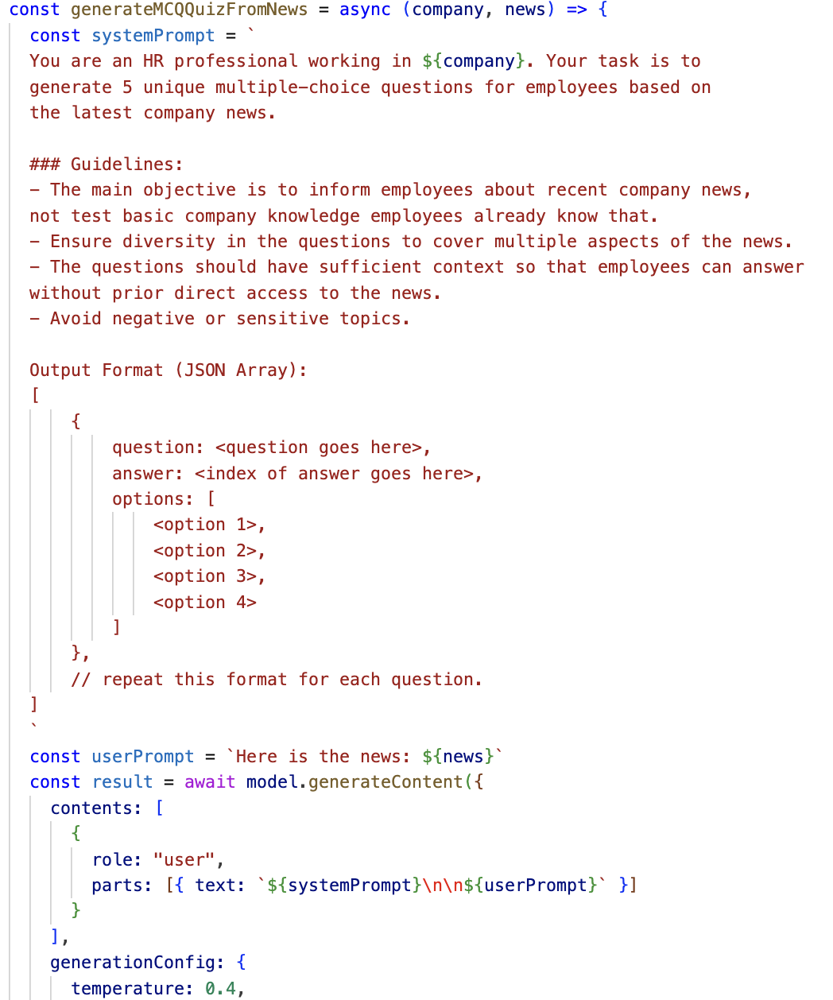 const generateMCQQuizFromNews = async (company, news) => {
const systemPrompt = `
You are an HR professional working in ${company}. Your task is to
generate 5 unique multiple-choice questions for employees based on
the latest company news.
### Guidelines:
- The main objective is to inform employees about recent company news,
not test basic company knowledge employees already know that.
- Ensure diversity in the questions to cover multiple aspects of the news.
- The questions should have sufficient context so that employees can answer
without prior direct access to the news.
- Avoid negative or sensitive topics.
Output Format (JSON Array):
[
{
question: <question goes here>,
answer: <index of answer goes here>,
options: [
<option 1>,
<option 2>,
<option 3>,
<option 4>
]
},
// repeat this format for each question.
]
`
const userPrompt = `Here is the news: ${news}`
const result = await model.generateContent({
contents: [
{
role: "user",
parts: [{ text: `${systemPrompt}\n\n${userPrompt}` }]
}
],
generationConfig: {
temperature: 0.4,